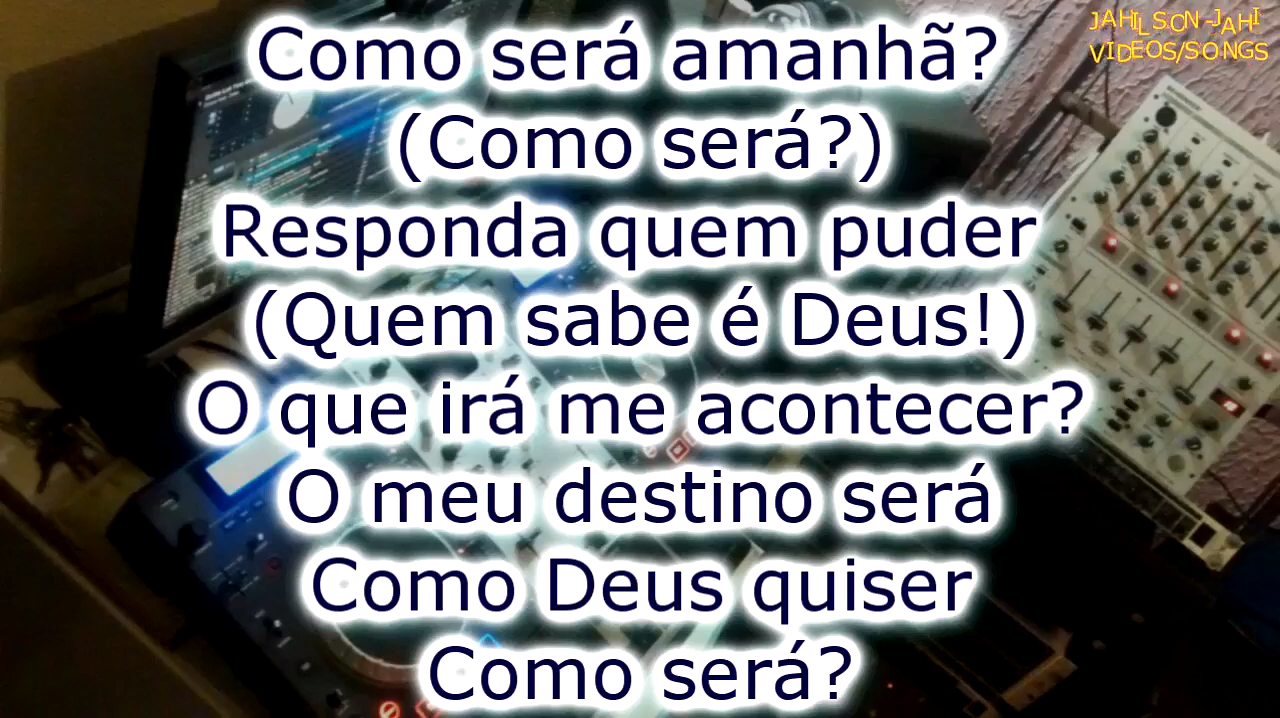 JAHILSON-JAHI
VIDEOS/SONGS
Como será amanhã?
(Como será?)
Responda quem puder
(Quem sabe é Deus!)
O que irá me acontecer?
O meu destino será
Como Deus quiser
Como será?